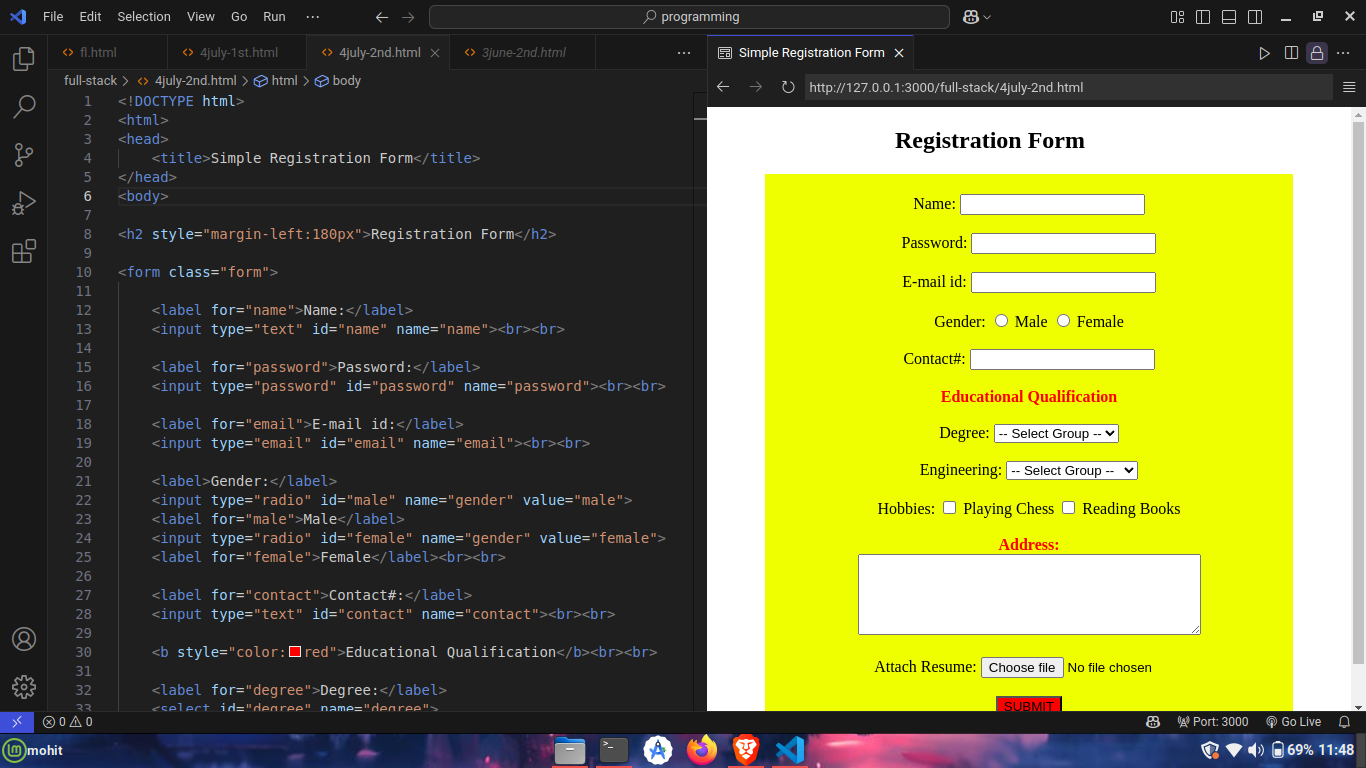 File Edit Selection View Go Run ··· programming
fl.html 4july-1st.html 4july-2nd.html 3june-2nd.html ···
full-stack > 4july-2nd.html > html > body
1 <!DOCTYPE html>
2 <html>
3 <head>
4 <title>Simple Registration Form</title>
5 </head>
6 <body>
7
8 <h2 style="margin-left:180px">Registration Form</h2>
9
10 <form class="form">
11
12 <label for="name">Name:</label>
13 <input type="text" id="name" name="name"><br><br>
14
15 <label for="password">Password:</label>
16 <input type="password" id="password" name="password"><br><br>
17
18 <label for="email">E-mail id:</label>
19 <input type="email" id="email" name="email"><br><br>
20
21 <label>Gender:</label>
22 <input type="radio" id="male" name="gender" value="male">
23 <label for="male">Male</label>
24 <input type="radio" id="female" name="gender" value="female">
25 <label for="female">Female</label><br><br>
26
27 <label for="contact">Contact#:</label>
28 <input type="text" id="contact" name="contact"><br><br>
29
30 <b style="color:red">Educational Qualification</b><br><br>
31
32 <label for="degree">Degree:</label>
33 <select id="degree" name="degree">
Simple Registration Form
http://127.0.0.1:3000/full-stack/4july-2nd.html
Registration Form
Name:
Password:
E-mail id:
Gender: Male Female
Contact#:
Educational Qualification
Degree: -- Select Group --
Engineering: -- Select Group --
Hobbies: Playing Chess Reading Books
Address:
Attach Resume: Choose file No file chosen
SUBMIT
0 0 Port: 3000 Go Live
mohit 69% 11:48